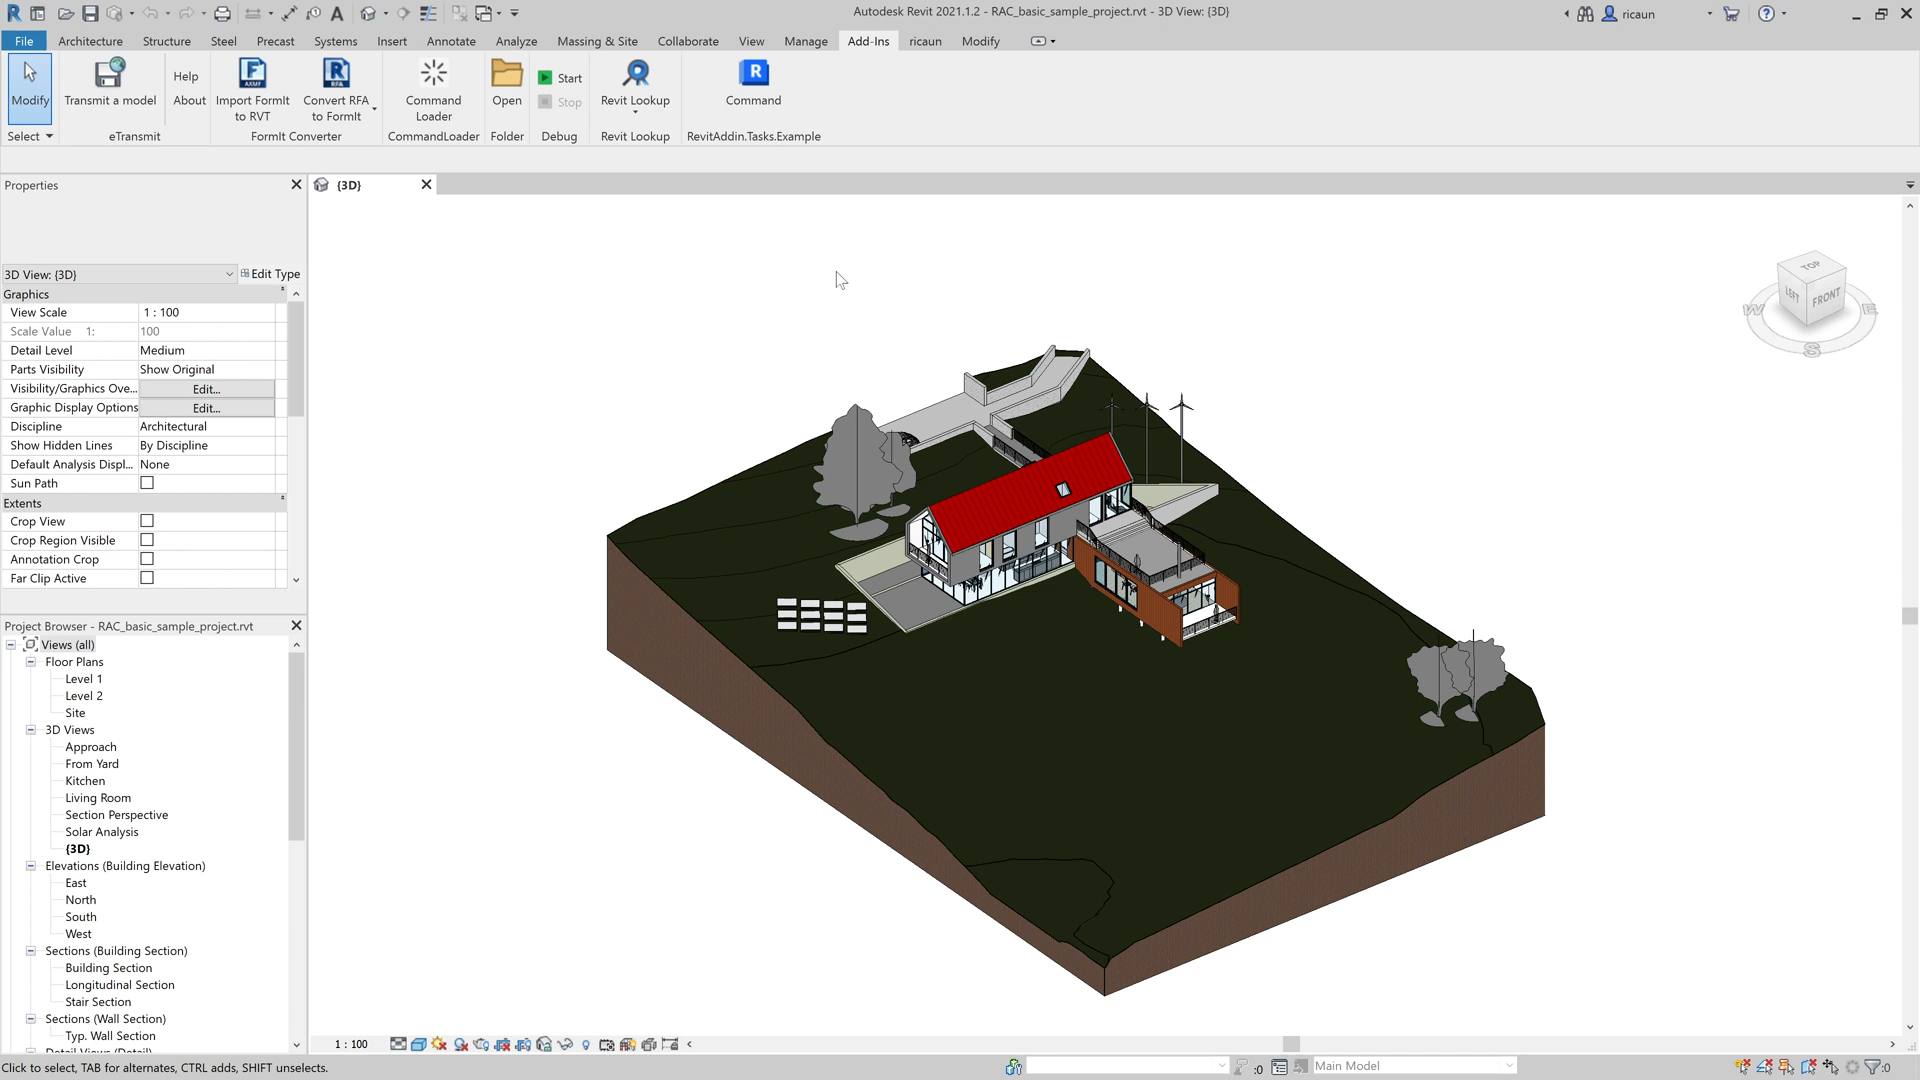 Autodesk Revit 2021.1.2 - RAC_basic_sample_project.rvt - 3D View: {3D}
ricaun
File Architecture Structure Steel Precast Systems Insert Annotate Analyze Massing & Site Collaborate View Manage Add-Ins ricaun Modify
Modify
Transmit a model
Help
About
Import FormIt
to RVT
Convert RFA
to FormIt
Command
Loader
Open
Start
Stop
Revit Lookup
Command
Select
eTransmit
FormIt Converter
CommandLoader
Folder
Debug
Revit Lookup
RevitAddin.Tasks.Example
Properties
{3D}
3D View: {3D}
Edit Type
Graphics
View Scale 1 : 100
Scale Value 1: 100
Detail Level Medium
Parts Visibility Show Original
Visibility/Graphics Ove... Edit...
Graphic Display Options Edit...
Discipline Architectural
Show Hidden Lines By Discipline
Default Analysis Displ... None
Sun Path
Extents
Crop View
Crop Region Visible
Annotation Crop
Far Clip Active
TOP
LEFT
FRONT
W
E
S
Project Browser - RAC_basic_sample_project.rvt
Views (all)
Floor Plans
Level 1
Level 2
Site
3D Views
Approach
From Yard
Kitchen
Living Room
Section Perspective
Solar Analysis
{3D}
Elevations (Building Elevation)
East
North
South
West
Sections (Building Section)
Building Section
Longitudinal Section
Stair Section
Sections (Wall Section)
Typ. Wall Section
Detail Views (Detail)
1 : 100
Click to select, TAB for alternates, CTRL adds, SHIFT unselects.
:0
Main Model
:0